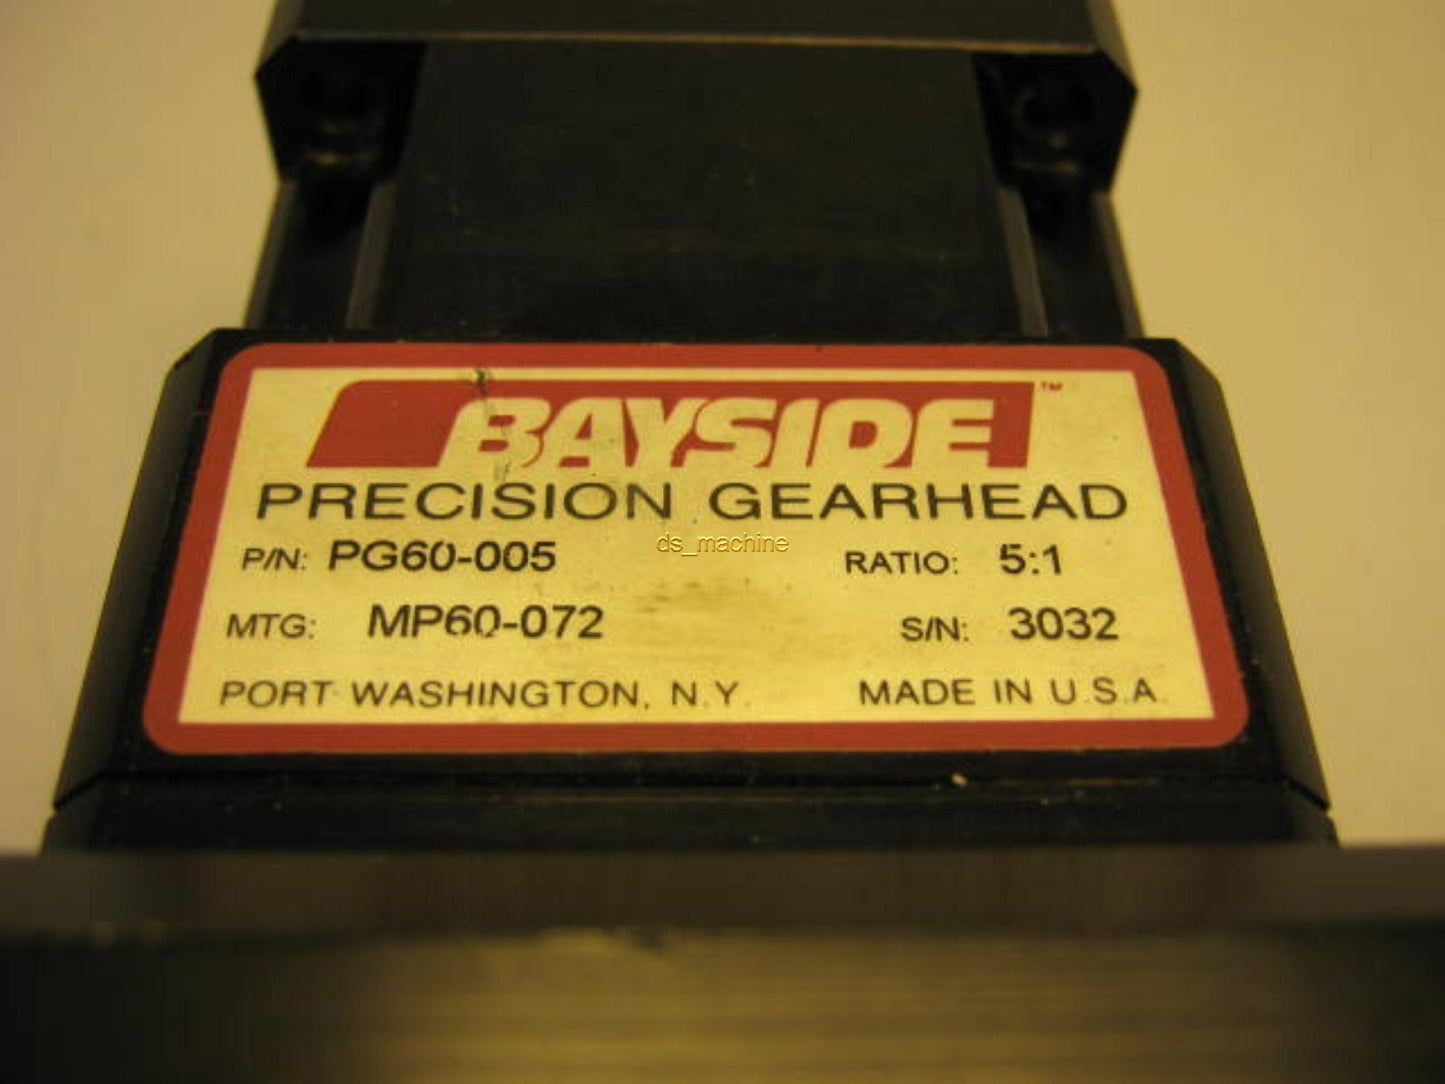 BAYSIDE™
PRECISION GEARHEAD
ds_machine
P/N: PG60-005 RATIO: 5:1
MTG: MP60-072 S/N: 3032
PORT WASHINGTON, N.Y. MADE IN U.S.A.